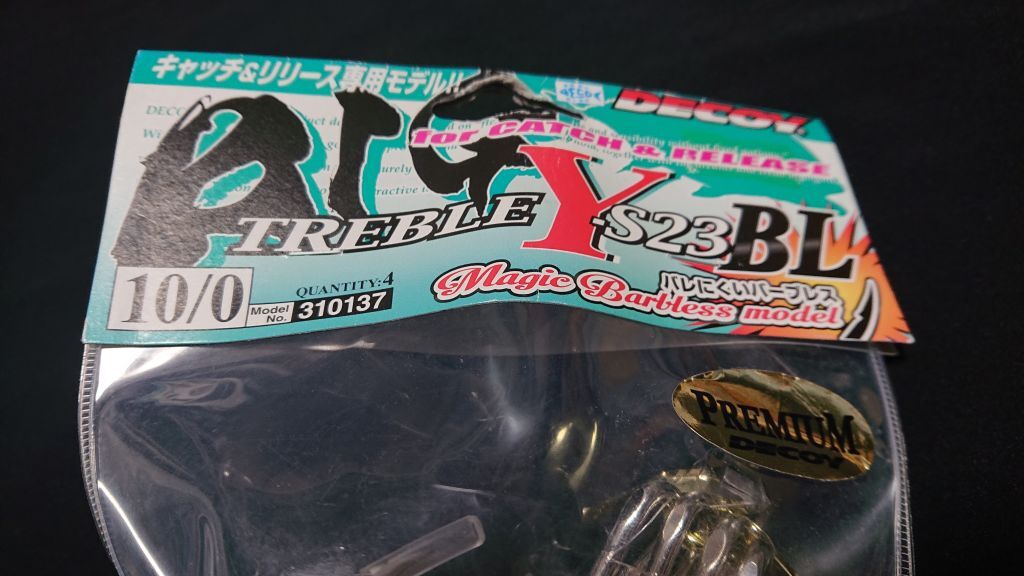 キャッチ&リリース専用モデル!!
DECOY
for CATCH & RELEASE
BIG
TREBLE Y-S23BL
Magic Barbless model
バレにくいバーブレス
10/0
QUANTITY:4
Model No. 310137
PREMIUM
DECOY